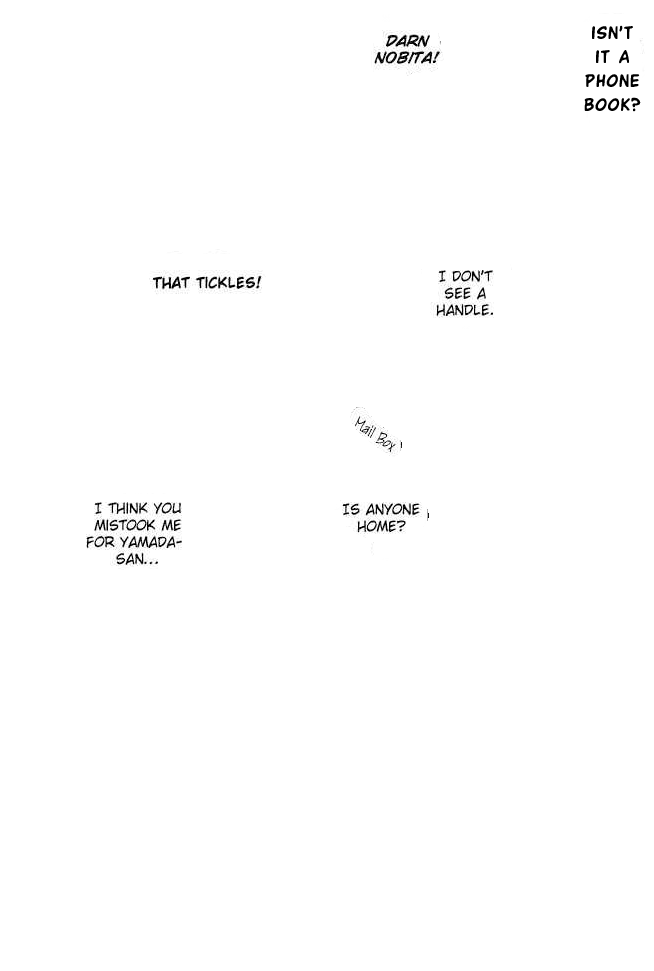 ISN'T
IT A
PHONE
BOOK?
DARN
NOBITA!
I DON'T
SEE A
HANDLE.
THAT TICKLES!
Mail Box
IS ANYONE
HOME?
I THINK YOU
MISTOOK ME
FOR YAMADA-
SAN...